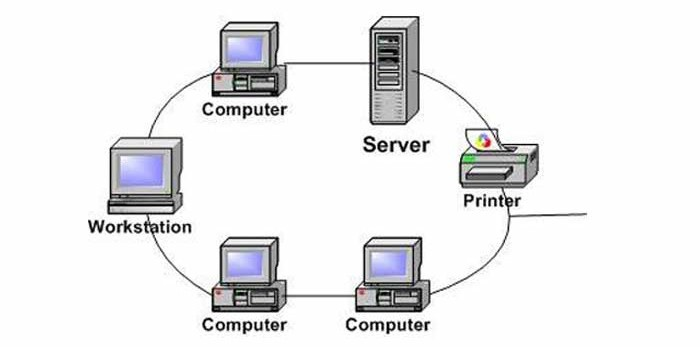 Computer
Server
Printer
Workstation
Computer
Computer